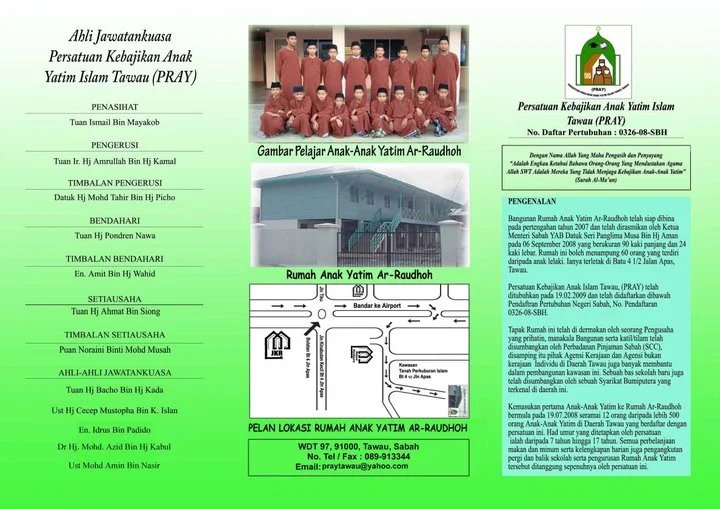 Ahli Jawatankuasa
Persatuan Kebajikan Anak
Yatim Islam Tawau (PRAY)
PENASIHAT
Tuan Ismail Bin Mayakob
PENGERUSI
Tuan Ir. Hj Amrullah Bin Hj Kamal
TIMBALAN PENGERUSI
Datuk Hj Mohd Tahir Bin Hj Picho
BENDAHARI
Tuan Hj Pondren Nawa
TIMBALAN BENDAHARI
En. Amit Bin Hj Wahid
SETIAUSAHA
Tuan Hj Ahmat Bin Siong
TIMBALAN SETIAUSAHA
Puan Noraini Binti Mohd Musah
AHLI-AHLI JAWATANKUASA
Tuan Hj Bacho Bin Hj Kada
Ust Hj Cecep Mustopha Bin K. Islan
En. Idrus Bin Padido
Dr Hj. Mohd. Azid Bin Hj Kabul
Ust Mohd Amin Bin Nasir
Gambar Pelajar Anak-Anak Yatim Ar-Raudhoh
Rumah Anak Yatim Ar-Raudhoh
Bandar ke Airport
JKR
Kawasan
Tanah Perkuburan Islam
Bt 4 ½ Jln Apas
PELAN LOKASI RUMAH ANAK YATIM AR-RAUDHOH
WDT 97, 91000, Tawau, Sabah
No. Tel / Fax : 089-913344
Email: praytawau@yahoo.com
(PRAY)
Persatuan Kebajikan Anak Yatim Islam
Tawau (PRAY)
No. Daftar Pertubuhan : 0326-08-SBH
Dengan Nama Allah Yang Maha Pengasih dan Penyayang
"Adalah Engkau Ketahui Bahawa Orang-Orang Yang Mendustakan Agama
Allah SWT Adalah Mereka Yang Tidak Menjaga Kebajikan Anak-Anak Yatim"
(Surah Al-Ma'un)
PENGENALAN
Bangunan Rumah Anak Yatim Ar-Raudhoh telah siap dibina
pada pertengahan tahun 2007 dan telah dirasmikan oleh Ketua
Menteri Sabah YAB Datuk Seri Panglima Musa Bin Hj Aman
pada 06 September 2008 yang berukuran 90 kaki panjang dan 24
kaki lebar. Rumah ini boleh menampung 60 orang yang terdiri
daripada anak lelaki. Ianya terletak di Batu 4 1/2 Jalan Apas,
Tawau.
Persatuan Kebajikan Anak Islam Tawau, (PRAY) telah
ditubuhkan pada 19.02.2009 dan telah didaftarkan dibawah
Pendaftran Pertubuhan Negeri Sabah, No. Pendaftaran
0326-08-SBH.
Tapak Rumah ini telah di dermakan oleh seorang Pengusaha
yang prihatin, manakala Bangunan serta katil/tilam telah
disumbangkan oleh Perbadanan Pinjaman Sabah (SCC),
disamping itu pihak Agensi Kerajaan dan Agensi bukan
kerajaan Individu di Daerah Tawau juga banyak membantu
dalam pembangunan kawasan ini. Sebuah bas sekolah baru juga
telah disumbangkan oleh sebuah Syarikat Bumiputera yang
terkenal di daerah ini.
Kemasukan pertama Anak-Anak Yatim ke Rumah Ar-Raudhoh
bermula pada 19.07.2008 seramai 12 orang daripada lebih 500
orang Anak-Anak Yatim di Daerah Tawau yang berdaftar dengan
persatuan ini. Had umur yang ditetapkan oleh persatuan
ialah daripada 7 tahun hingga 17 tahun. Semua perbelanjaan
makan dan minum serta kelengkapan harian juga pengangkutan
pergi dan balik sekolah serta pengurusan Rumah Anak Yatim
tersebut ditanggung sepenuhnya oleh persatuan ini.